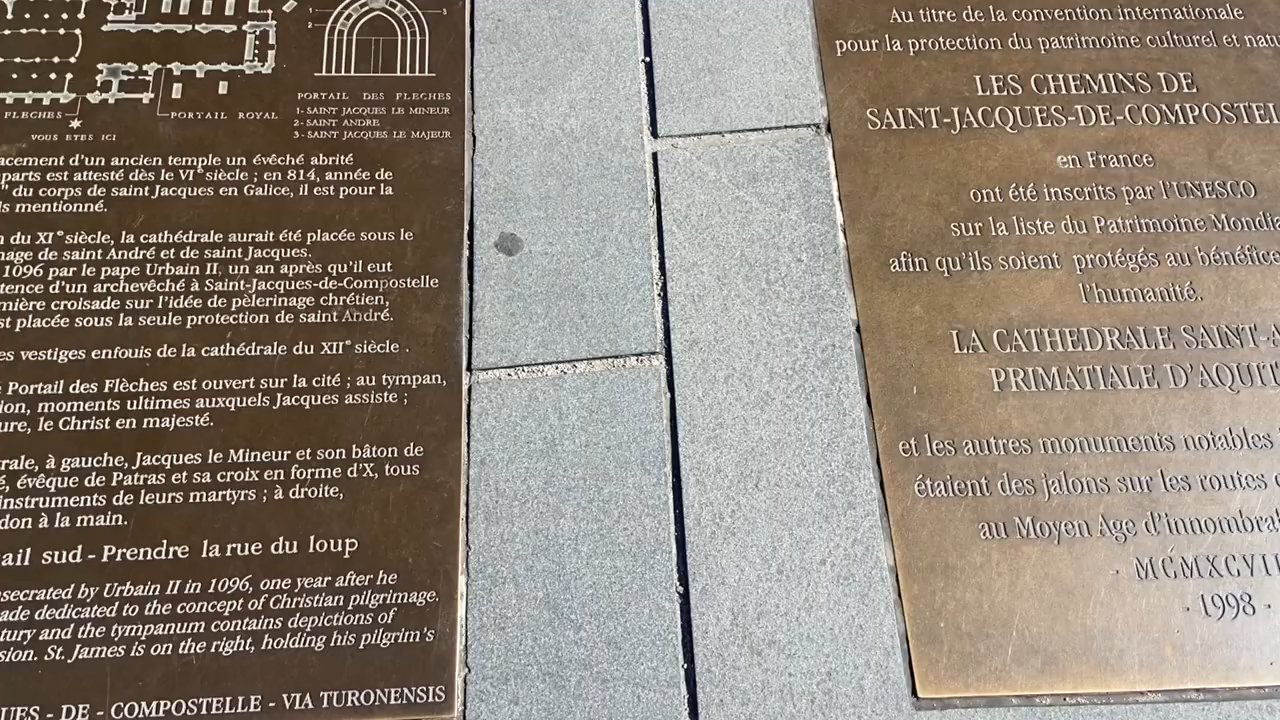 1
2
3
FLECHES
PORTAIL ROYAL
VOUS ETES ICI
PORTAIL DES FLECHES
1- SAINT JACQUES LE MINEUR
2- SAINT ANDRE
3- SAINT JACQUES LE MAJEUR
acement d'un ancien temple un évêché abrité
parts est attesté dès le VIe siècle ; en 814, année de
" du corps de saint Jacques en Galice, il est pour la
ls mentionné.
n du XIe siècle, la cathédrale aurait été placée sous le
nage de saint André et de saint Jacques.
1096 par le pape Urbain II, un an après qu'il eut
tence d'un archevêché à Saint-Jacques-de-Compostelle
mière croisade sur l'idée de pèlerinage chrétien,
st placée sous la seule protection de saint André.
es vestiges enfouis de la cathédrale du XIIe siècle .
Portail des Flèches est ouvert sur la cité ; au tympan,
ion, moments ultimes auxquels Jacques assiste ;
ure, le Christ en majesté.
rale, à gauche, Jacques le Mineur et son bâton de
é, évêque de Patras et sa croix en forme d'X, tous
instruments de leurs martyrs ; à droite,
don à la main.
ail sud - Prendre la rue du loup
nsecrated by Urbain II in 1096, one year after he
ade dedicated to the concept of Christian pilgrimage.
tury and the tympanum contains depictions of
sion. St. James is on the right, holding his pilgrim's
UES - DE - COMPOSTELLE - VIA TURONENSIS
Au titre de la convention internationale
pour la protection du patrimoine culturel et natu
LES CHEMINS DE
SAINT-JACQUES-DE-COMPOSTEL
en France
ont été inscrits par l'UNESCO
sur la liste du Patrimoine Mondia
afin qu'ils soient protégés au bénéfice
l'humanité.
LA CATHEDRALE SAINT-A
PRIMATIALE D'AQUIT
et les autres monuments notables
étaient des jalons sur les routes
au Moyen Age d'innombra
MCMXCVII
- 1998 -